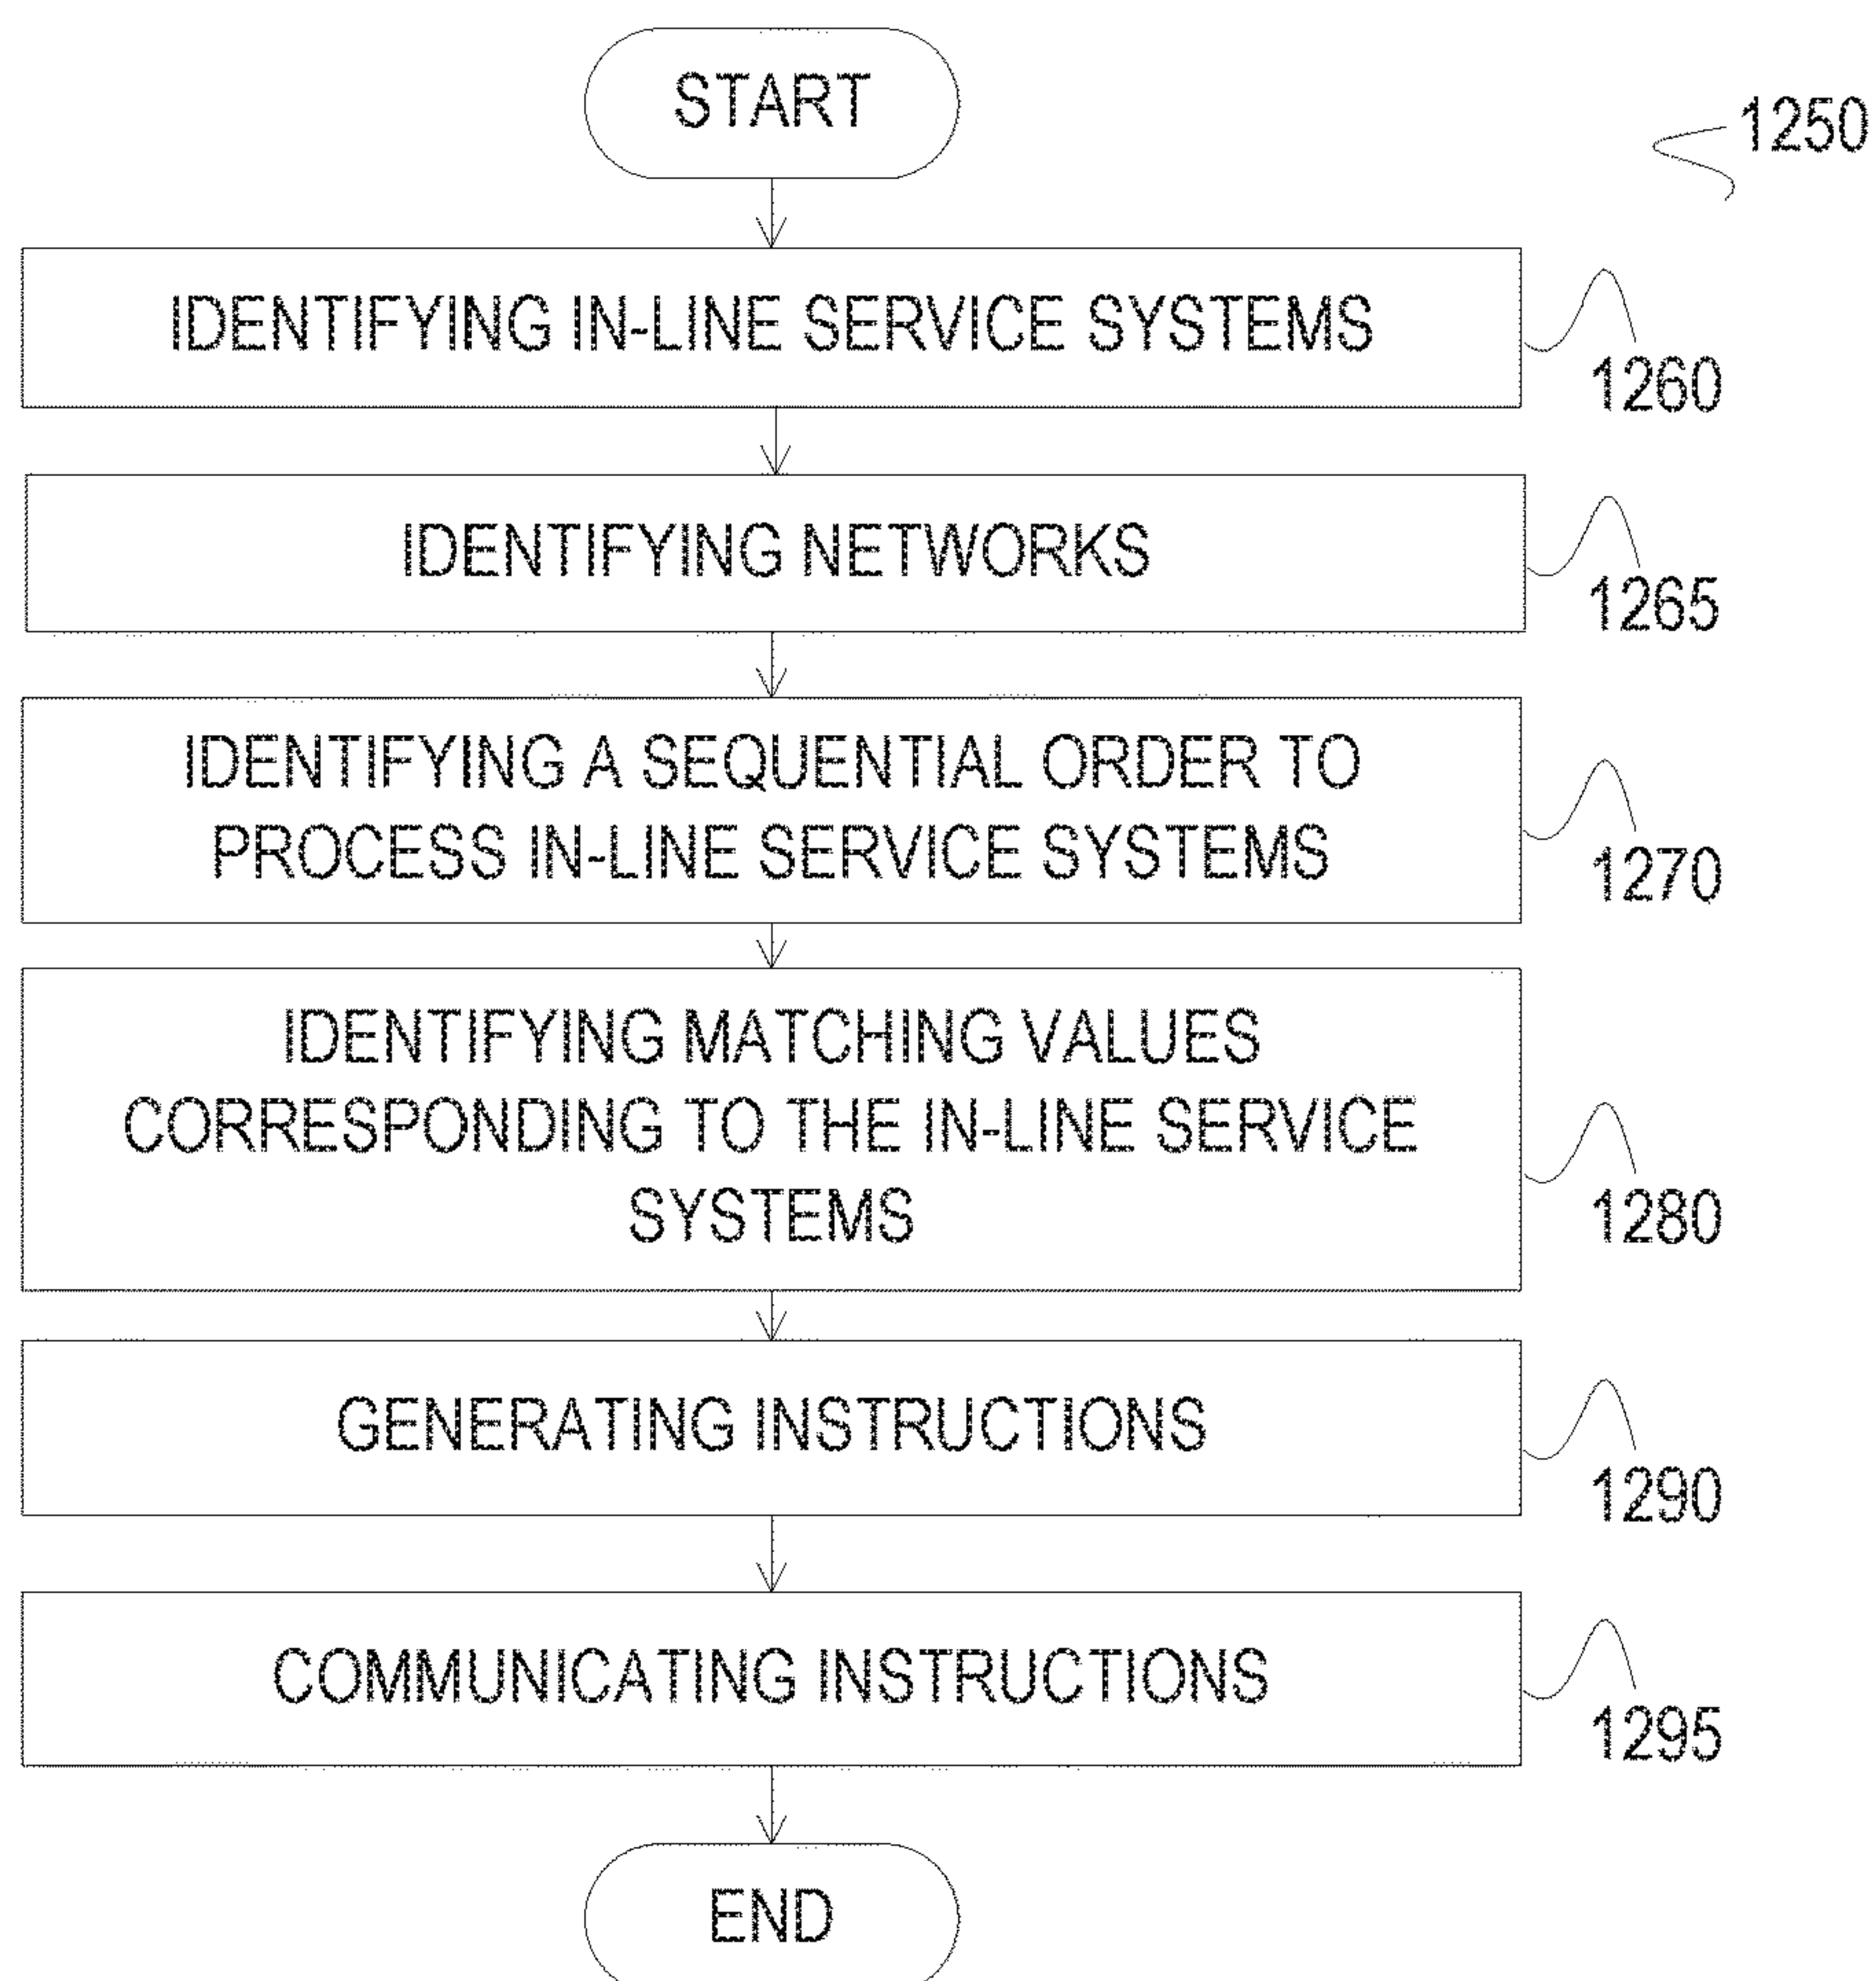 START
1250
IDENTIFYING IN-LINE SERVICE SYSTEMS
1260
IDENTIFYING NETWORKS
1265
IDENTIFYING A SEQUENTIAL ORDER TO
PROCESS IN-LINE SERVICE SYSTEMS
1270
IDENTIFYING MATCHING VALUES
CORRESPONDING TO THE IN-LINE SERVICE
SYSTEMS
1280
GENERATING INSTRUCTIONS
1290
COMMUNICATING INSTRUCTIONS
1295
END